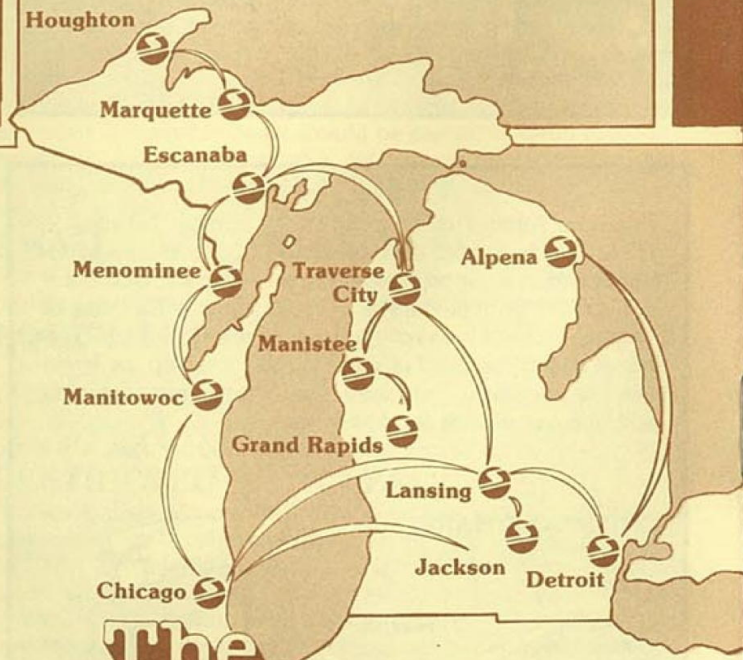 Houghton
Marquette
Escanaba
Menominee
Traverse
City
Alpena
Manistee
Manitowoc
Grand Rapids
Lansing
Jackson
Detroit
Chicago
The